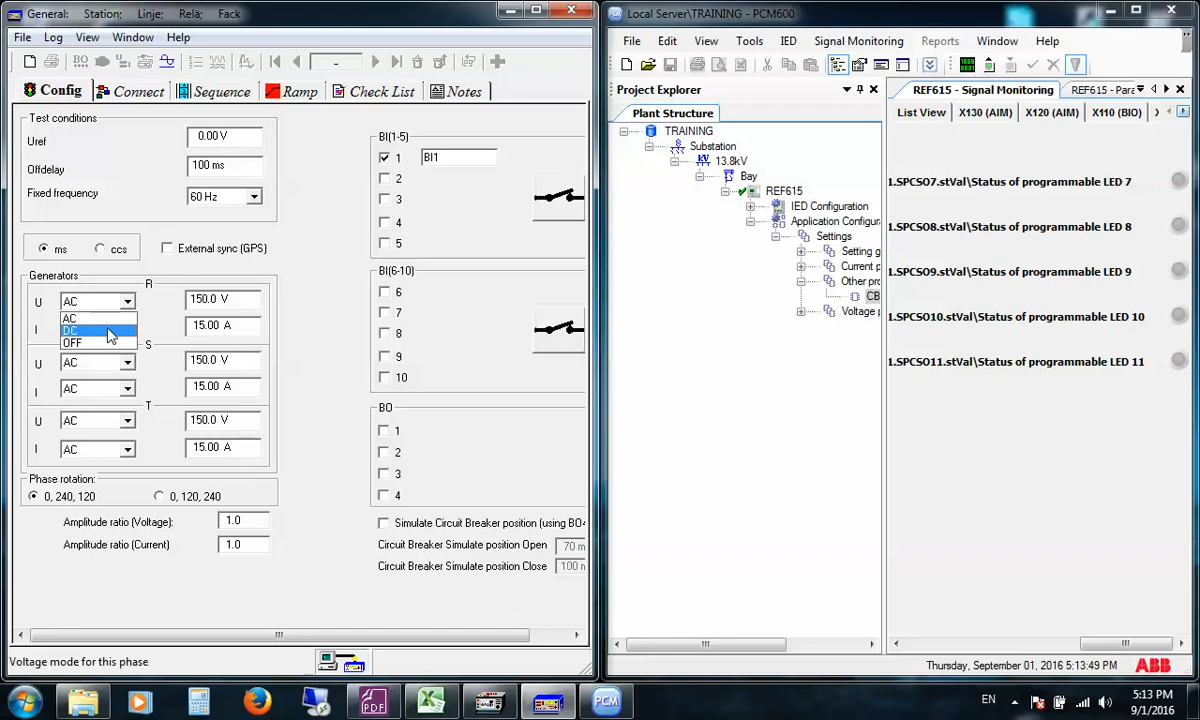 General: Station; Linje; Relä; Fack
File Log View Window Help
-
Config Connect Sequence Ramp Check List Notes
Test conditions
Uref 0.00 V
Offdelay 100 ms
Fixed frequency 60 Hz
ms ccs External sync (GPS)
Generators
R
U AC 150.0 V
AC
DC
OFF
I 15.00 A
S
U AC 150.0 V
I AC 15.00 A
T
U AC 150.0 V
I AC 15.00 A
Phase rotation:
0, 240, 120 0, 120, 240
Amplitude ratio (Voltage): 1.0
Amplitude ratio (Current) 1.0
BI(1-5)
1 BI1
2
3
4
5
BI(6-10)
6
7
8
9
10
BO
1
2
3
4
Simulate Circuit Breaker position (using BO4
Circuit Breaker Simulate position Open 70 m
Circuit Breaker Simulate position Close 100 n
Voltage mode for this phase
Local Server\TRAINING - PCM600
File Edit View Tools IED Signal Monitoring Reports Window Help
Project Explorer
Plant Structure
TRAINING
Substation
13.8kV
Bay
REF615
IED Configuration
Application Configura
Settings
Setting g
Current p
Other pro
CB
Voltage p
REF615 - Signal Monitoring REF615 - Para
List View X130 (AIM) X120 (AIM) X110 (BIO)
1.SPCSO7.stVal\Status of programmable LED 7
1.SPCSO8.stVal\Status of programmable LED 8
1.SPCSO9.stVal\Status of programmable LED 9
1.SPCSO10.stVal\Status of programmable LED 10
1.SPCSO11.stVal\Status of programmable LED 11
Thursday, September 01, 2016 5:13:49 PM ABB
PDF PCM EN 5:13 PM
9/1/2016